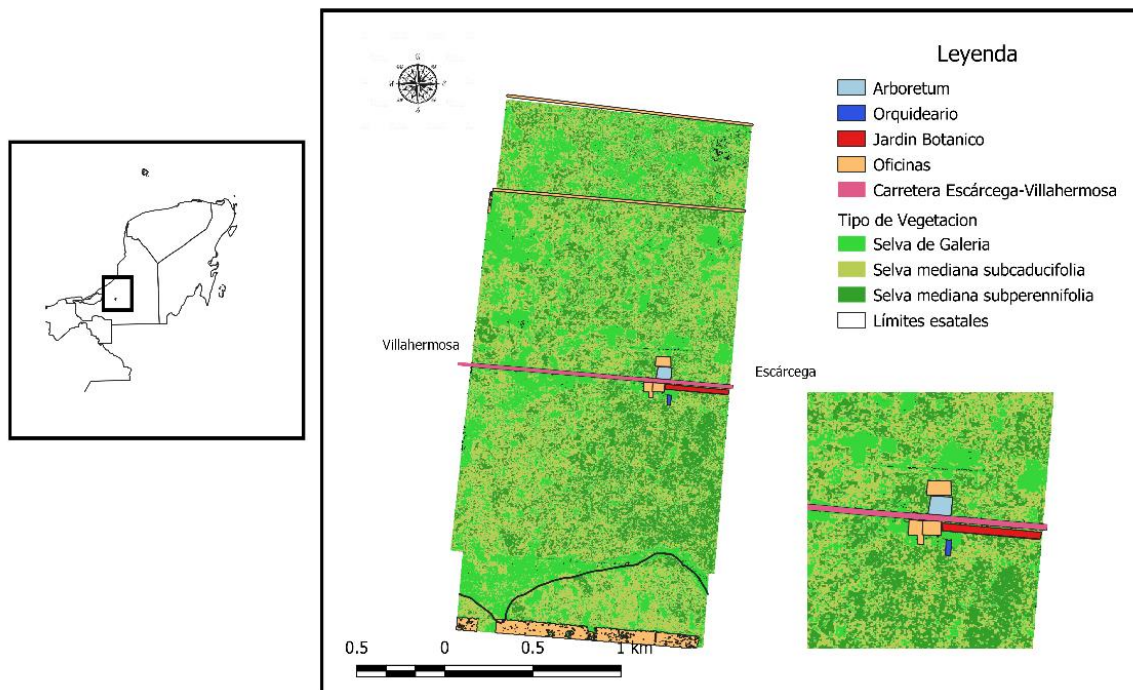 Leyenda
Arboretum
Orquideario
Jardin Botanico
Oficinas
Carretera Escárcega-Villahermosa
Tipo de Vegetacion
Selva de Galeria
Selva mediana subcaducifolia
Selva mediana subperennifolia
Límites esatales
Villahermosa
Escárcega
0.5 0 0.5 1 km